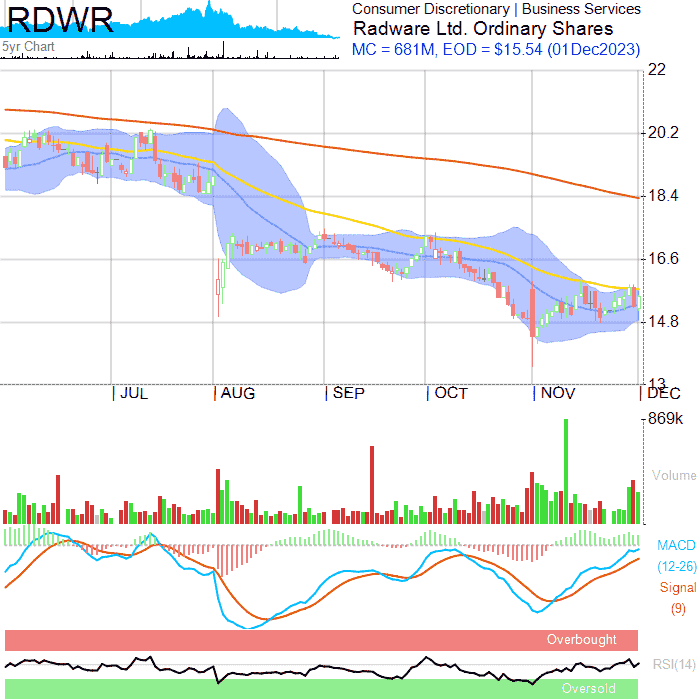 RDWR
5yr Chart
Consumer Discretionary | Business Services
Radware Ltd. Ordinary Shares
MC = 681M, EOD = $15.54 (01Dec2023)
22
20.2
18.4
16.6
14.8
13
JUL AUG SEP OCT NOV DEC
869k
Volume
MACD
(12-26)
Signal
(9)
Overbought
RSI(14)
Oversold